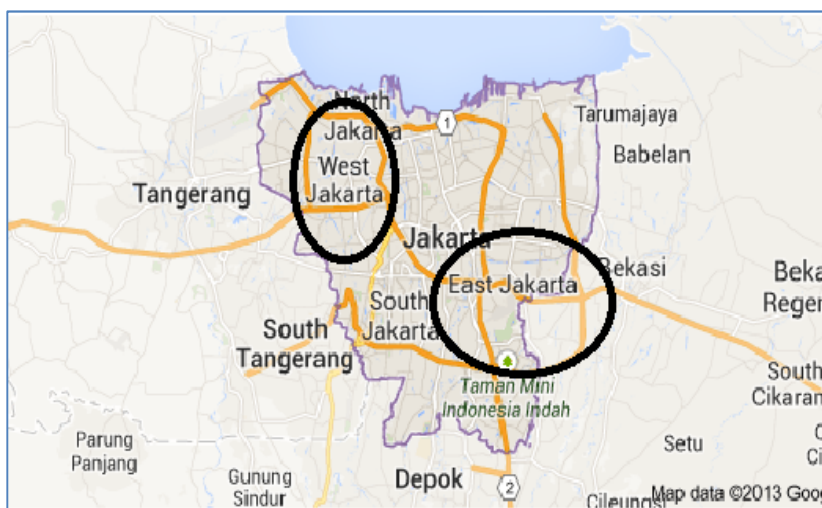 North
Jakarta
1
Tarumajaya
Babelan
West
Jakarta
Tangerang
Jakarta
Bekasi
East Jakarta
Beka
Regen
South
Jakarta
South
Tangerang
South
Cikaran
Taman Mini
Indonesia Indah
Parung
Panjang
Setu
Depok
Gunung
Sindur
2
Cileungsi
Map data ©2013 Goog